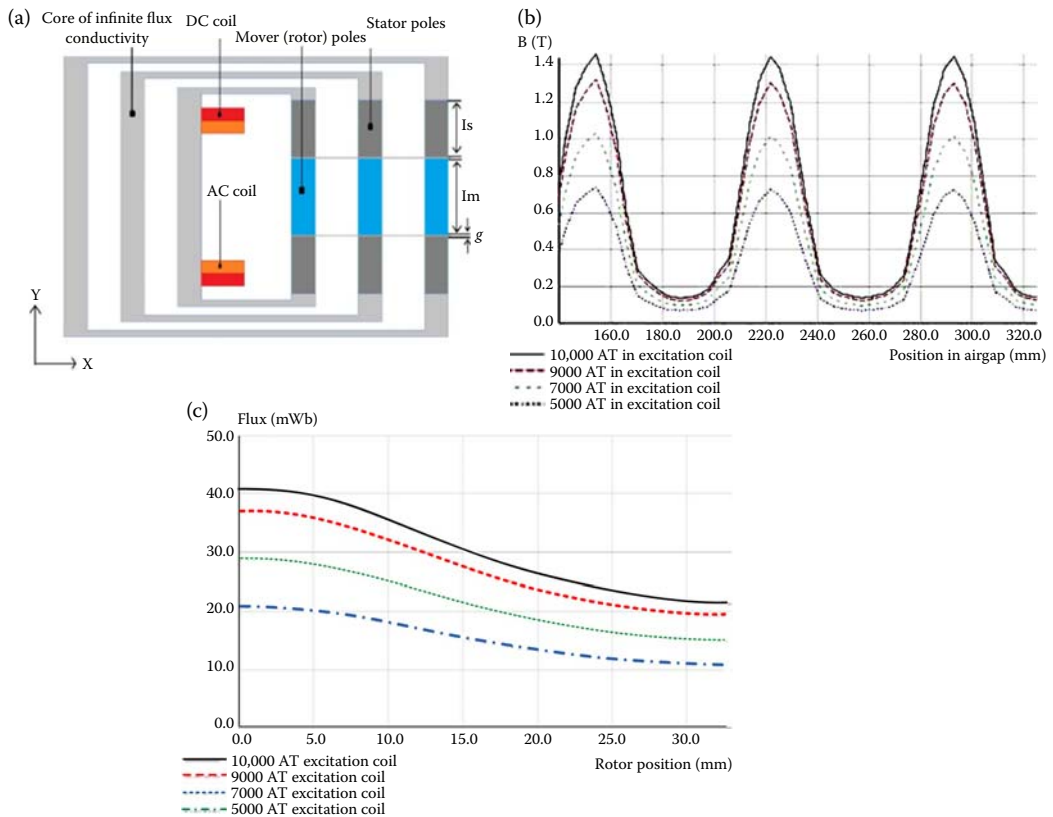 (a)
Core of infinite flux
conductivity
DC coil
Mover (rotor) poles
Stator poles
Is
AC coil
Im
g
Y
X
(b)
B (T)
1.4
1.2
1.0
0.8
0.6
0.4
0.2
0.0
160.0 180.0 200.0 220.0 240.0 260.0 280.0 300.0 320.0
Position in airgap (mm)
10,000 AT in excitation coil
9000 AT in excitation coil
7000 AT in excitation coil
5000 AT in excitation coil
(c)
Flux (mWb)
50.0
40.0
30.0
20.0
10.0
0.0
0.0 5.0 10.0 15.0 20.0 25.0 30.0
Rotor position (mm)
10,000 AT excitation coil
9000 AT excitation coil
7000 AT excitation coil
5000 AT excitation coil